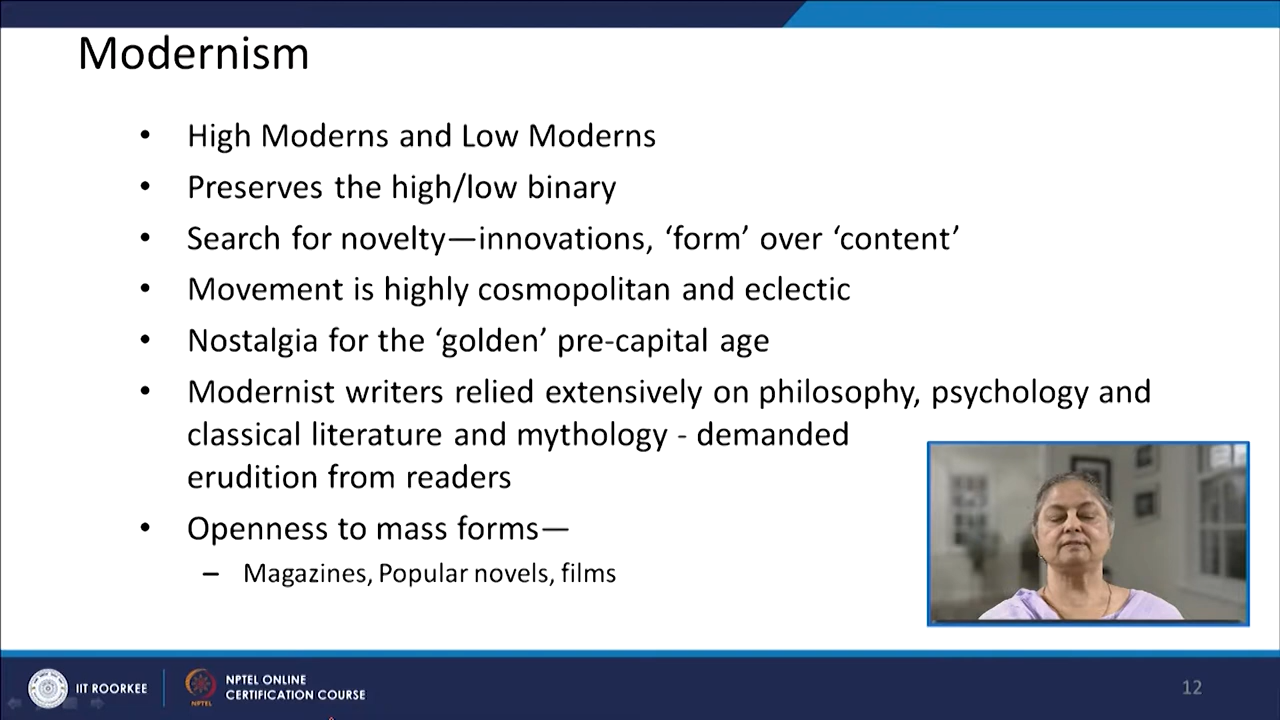 Modernism
• High Moderns and Low Moderns
• Preserves the high/low binary
• Search for novelty—innovations, ‘form’ over ‘content’
• Movement is highly cosmopolitan and eclectic
• Nostalgia for the ‘golden’ pre-capital age
• Modernist writers relied extensively on philosophy, psychology and
classical literature and mythology - demanded
erudition from readers
• Openness to mass forms—
– Magazines, Popular novels, films
IIT ROORKEE
NPTEL
NPTEL ONLINE
CERTIFICATION COURSE
12